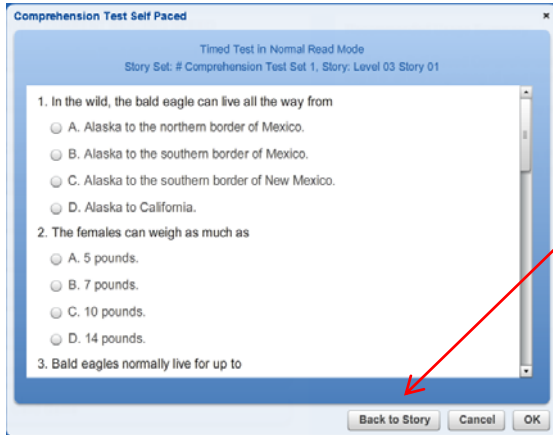 Comprehension Test Self Paced
Timed Test in Normal Read Mode
Story Set: # Comprehension Test Set 1, Story: Level 03 Story 01
1. In the wild, the bald eagle can live all the way from
A. Alaska to the northern border of Mexico.
B. Alaska to the southern border of Mexico.
C. Alaska to the southern border of New Mexico.
D. Alaska to California.
2. The females can weigh as much as
A. 5 pounds.
B. 7 pounds.
C. 10 pounds.
D. 14 pounds.
3. Bald eagles normally live for up to
Back to Story Cancel OK